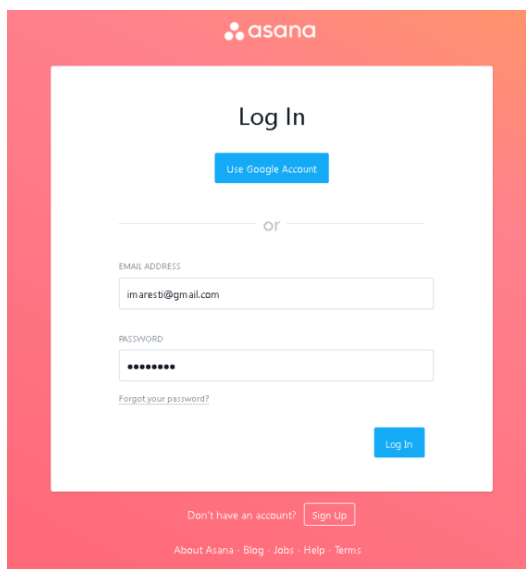 asana
Log In
Use Google Account
or
EMAIL ADDRESS
imaresti@gmail.com
PASSWORD
••••••••
Forgot your password?
Log In
Don't have an account? Sign Up
About Asana · Blog · Jobs · Help · Terms